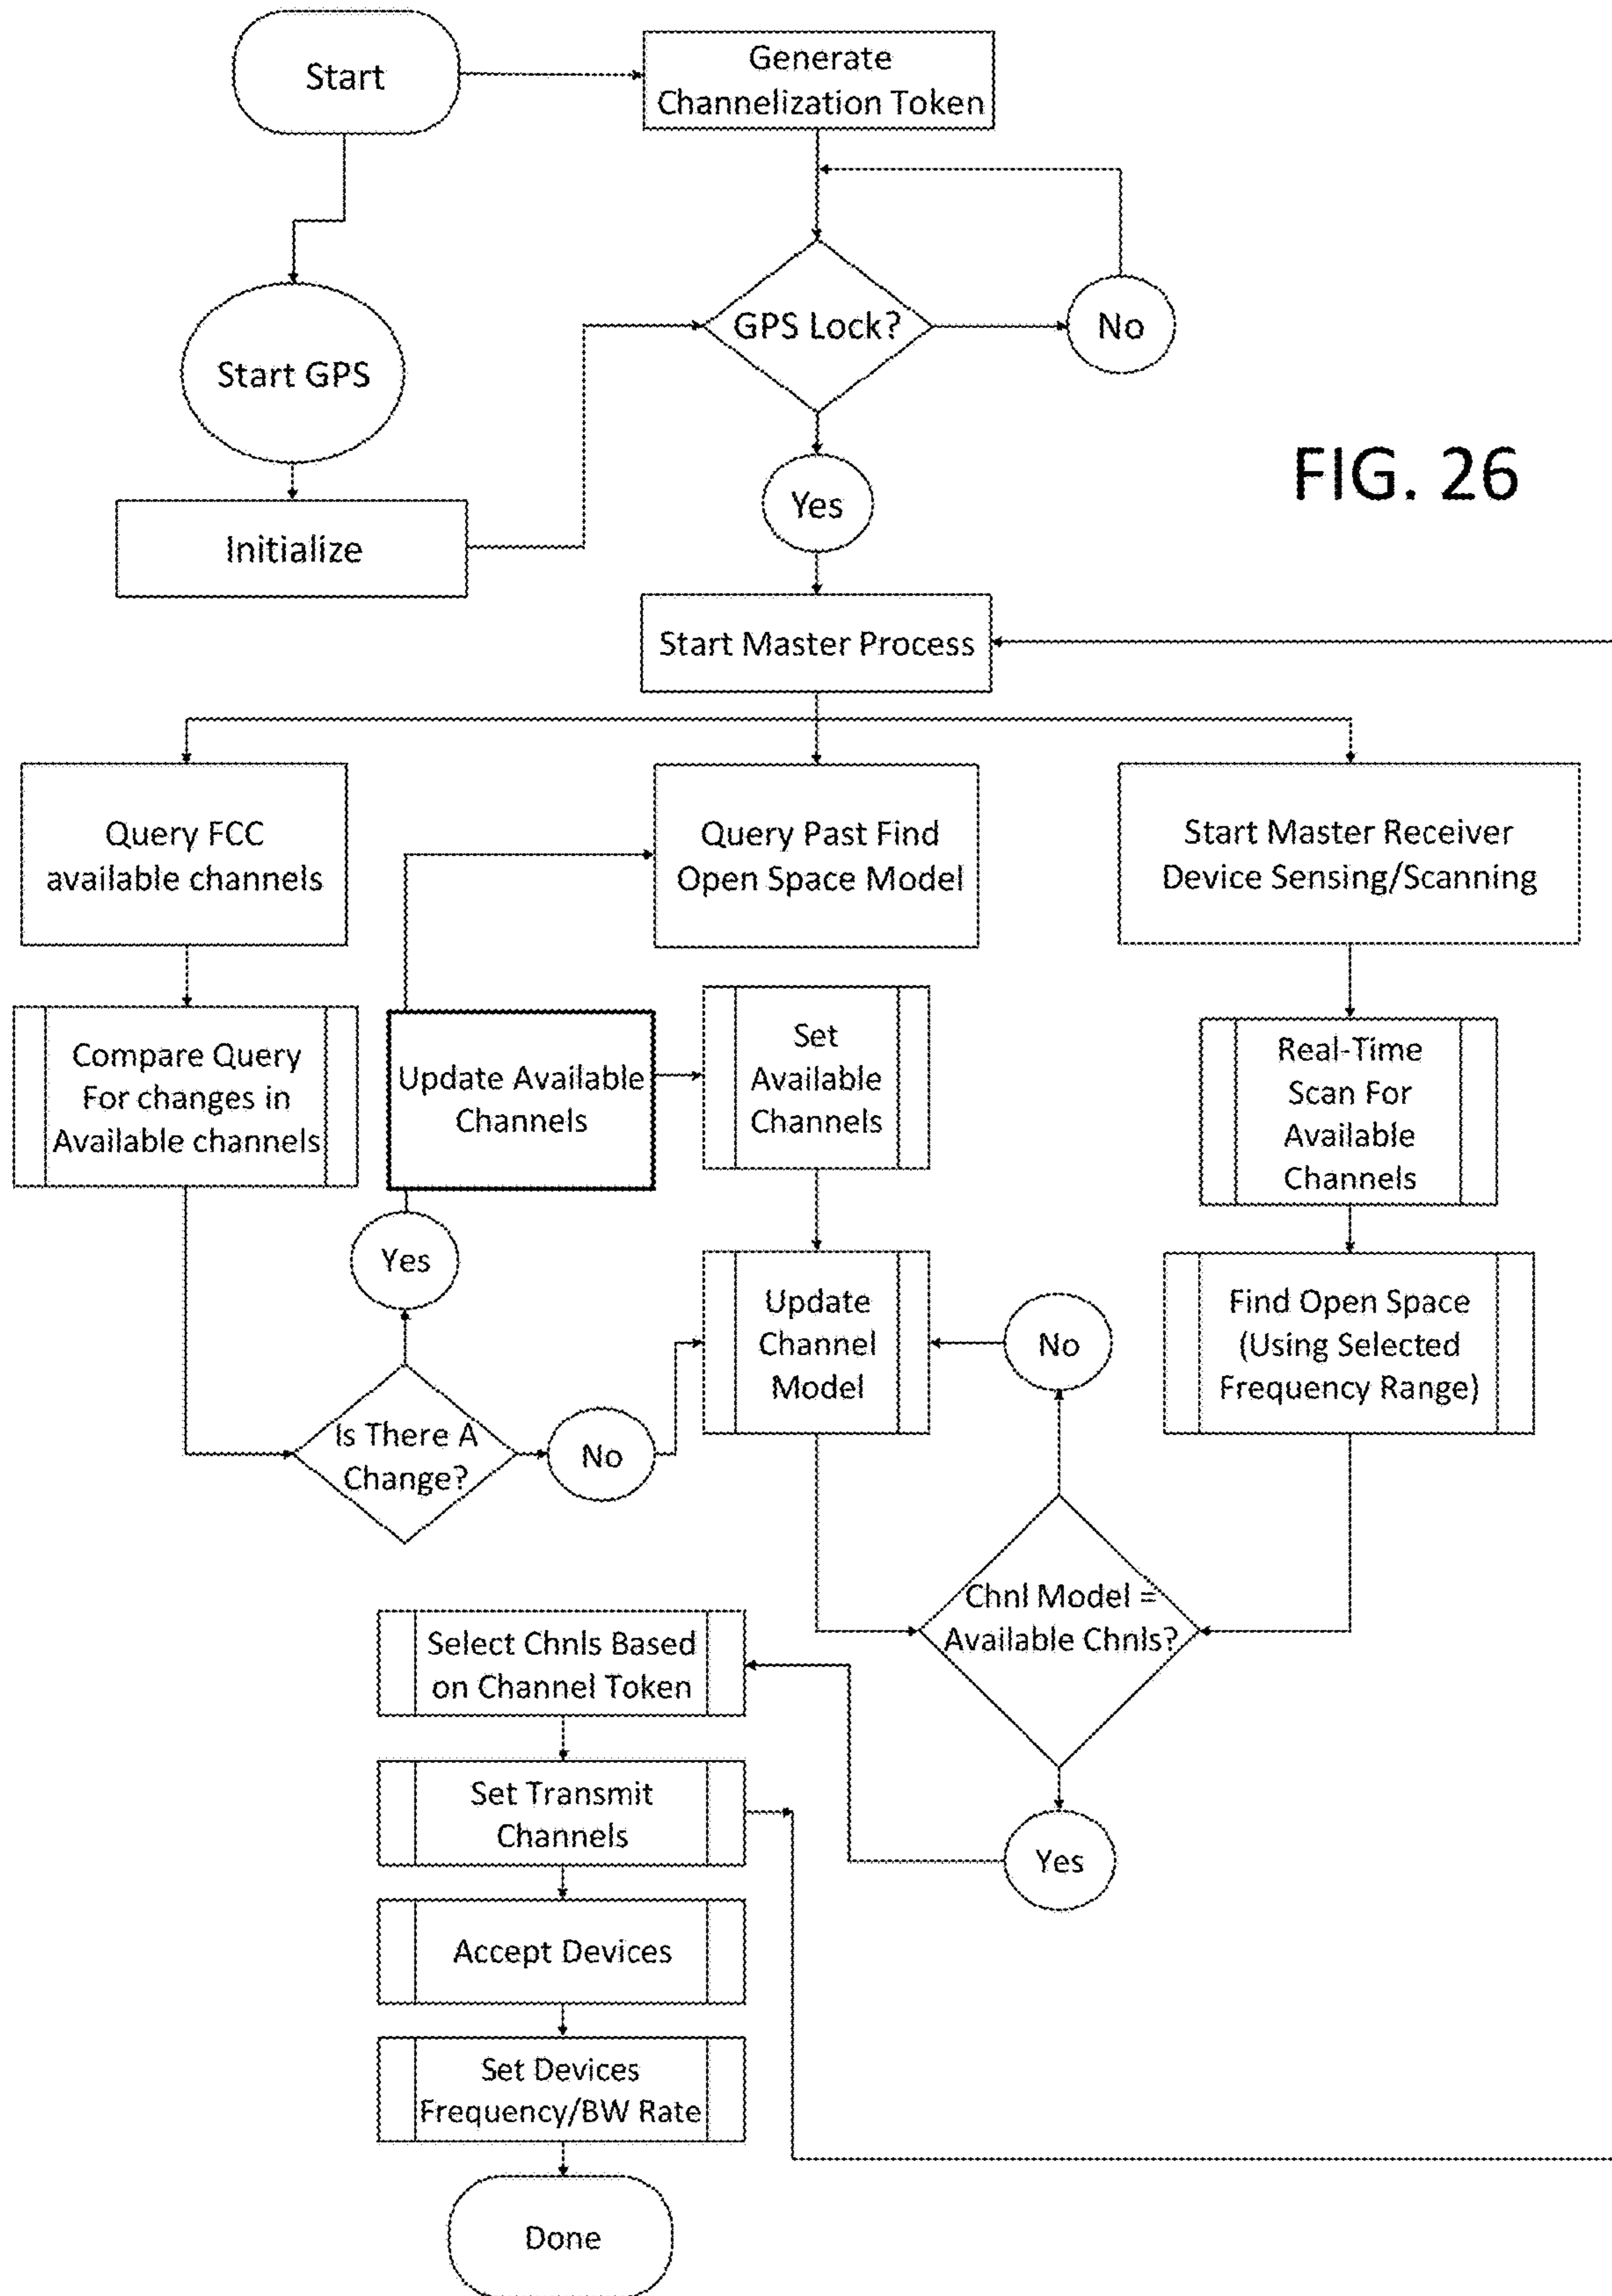 Start
Generate
Channelization Token
GPS Lock?
No
Start GPS
Yes
FIG. 26
Initialize
Start Master Process
Query FCC
available channels
Query Past Find
Open Space Model
Start Master Receiver
Device Sensing/Scanning
Compare Query
For changes in
Available channels
Update Available
Channels
Set
Available
Channels
Real-Time
Scan For
Available
Channels
Yes
Update
Channel
Model
No
Find Open Space
(Using Selected
Frequency Range)
Is There A
Change?
No
Chnl Model =
Available Chnls?
Select Chnls Based
on Channel Token
Set Transmit
Channels
Yes
Accept Devices
Set Devices
Frequency/BW Rate
Done